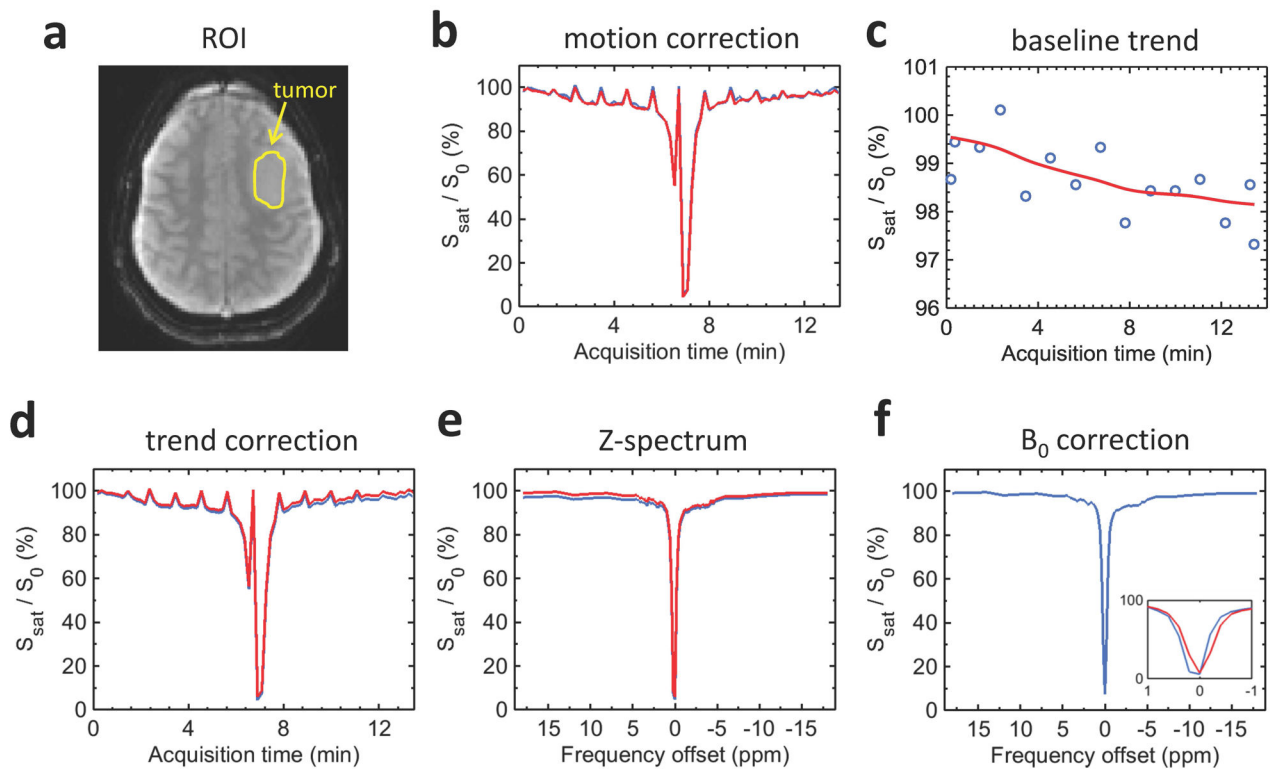 a
ROI
tumor
b
motion correction
S_sat / S_0 (%)
100
80
60
40
20
0
0 4 8 12
Acquisition time (min)
c
baseline trend
S_sat / S_0 (%)
101
100
99
98
97
96
0 4 8 12
Acquisition time (min)
d
trend correction
S_sat / S_0 (%)
100
80
60
40
20
0
0 4 8 12
Acquisition time (min)
e
Z-spectrum
S_sat / S_0 (%)
100
80
60
40
20
0
15 10 5 0 -5 -10 -15
Frequency offset (ppm)
f
B_0 correction
S_sat / S_0 (%)
100
80
60
40
20
0
100
0
1 0 -1
15 10 5 0 -5 -10 -15
Frequency offset (ppm)